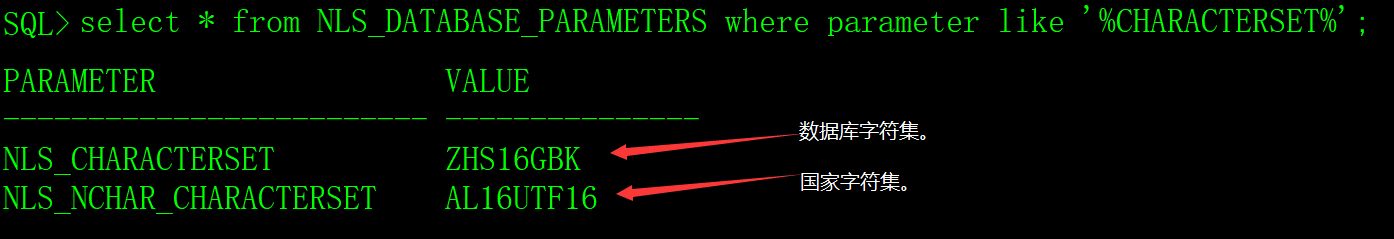 SQL> select * from NLS_DATABASE_PARAMETERS where parameter like '%CHARACTERSET%';
PARAMETER VALUE
------------------------- ---------------
NLS_CHARACTERSET ZHS16GBK
数据库字符集。
NLS_NCHAR_CHARACTERSET AL16UTF16
国家字符集。